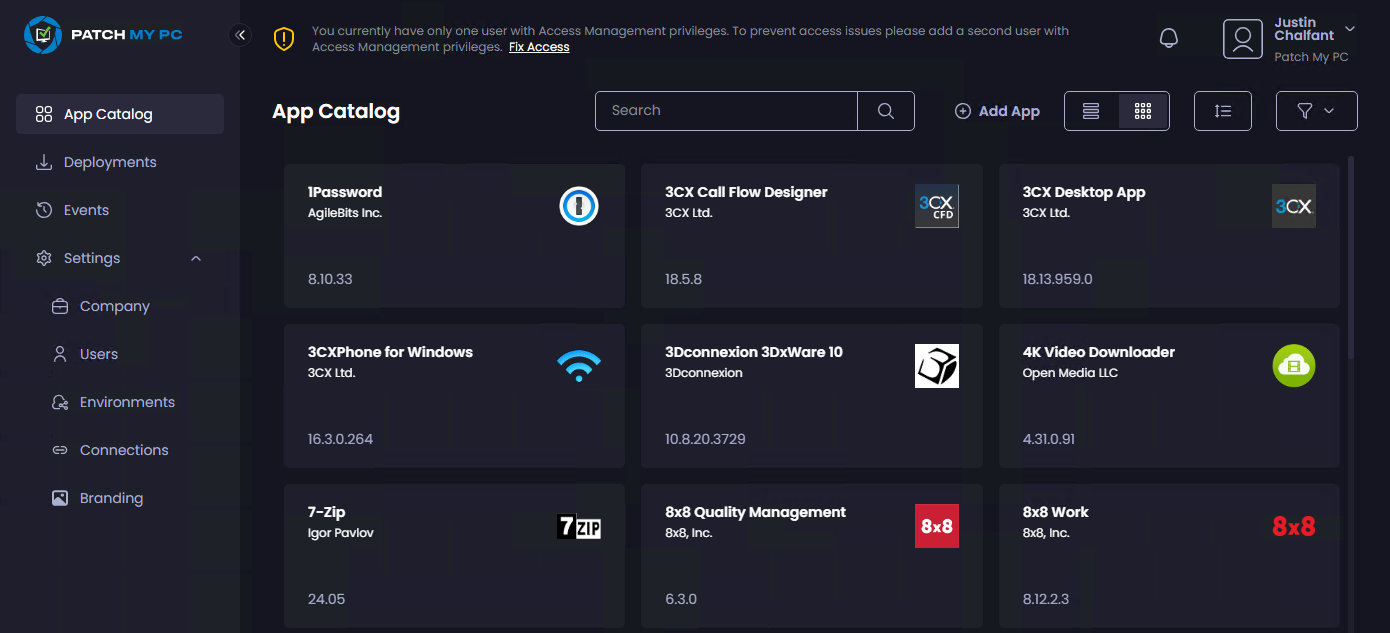 PATCH MY PC
You currently have only one user with Access Management privileges. To prevent access issues please add a second user with
Access Management privileges. Fix Access
Justin
Chalfant
Patch My PC
App Catalog
Deployments
Events
Settings
Company
Users
Environments
Connections
Branding
App Catalog
Search
Add App
1Password
AgileBits Inc.
8.10.33
3CX Call Flow Designer
3CX Ltd.
3CX
CFD
18.5.8
3CX Desktop App
3CX Ltd.
3CX
18.13.959.0
3CXPhone for Windows
3CX Ltd.
16.3.0.264
3Dconnexion 3DxWare 10
3Dconnexion
10.8.20.3729
4K Video Downloader
Open Media LLC
4.31.0.91
7-Zip
Igor Pavlov
7ZIP
24.05
8x8 Quality Management
8x8, Inc.
8x8
6.3.0
8x8 Work
8x8, Inc.
8x8
8.12.2.3